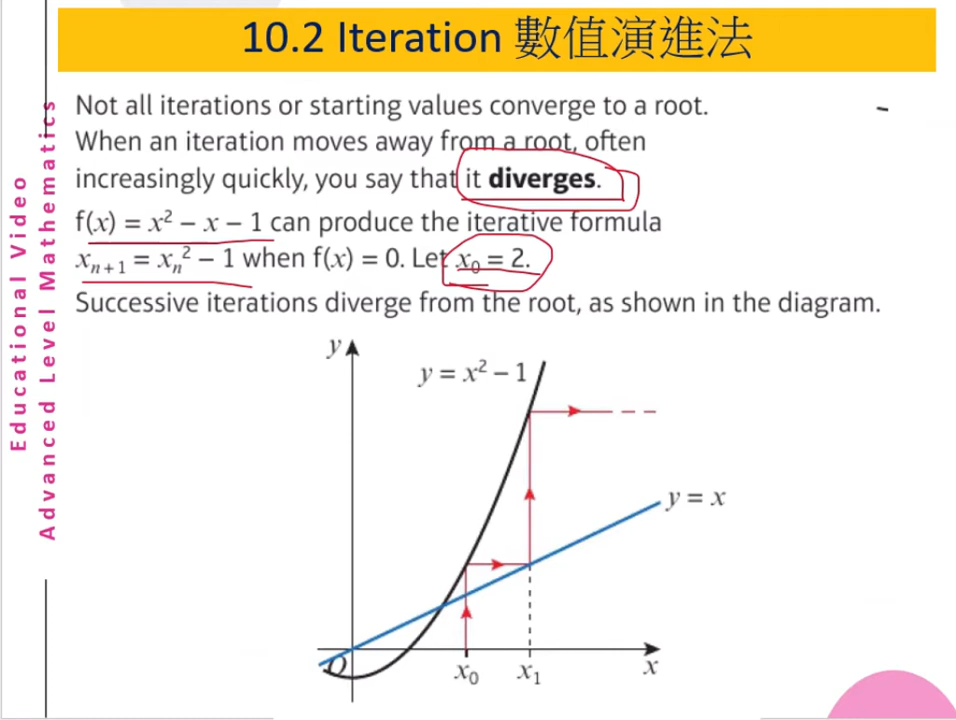 10.2 Iteration 數值演進法
Educational Video
Advanced Level Mathematics
Not all iterations or starting values converge to a root.
When an iteration moves away from a root, often
increasingly quickly, you say that it diverges.
f(x) = x² – x – 1 can produce the iterative formula
xₙ₊₁ = xₙ² – 1 when f(x) = 0. Let x₀ = 2.
Successive iterations diverge from the root, as shown in the diagram.
y
y = x² – 1
y = x
O
x₀
x₁
x